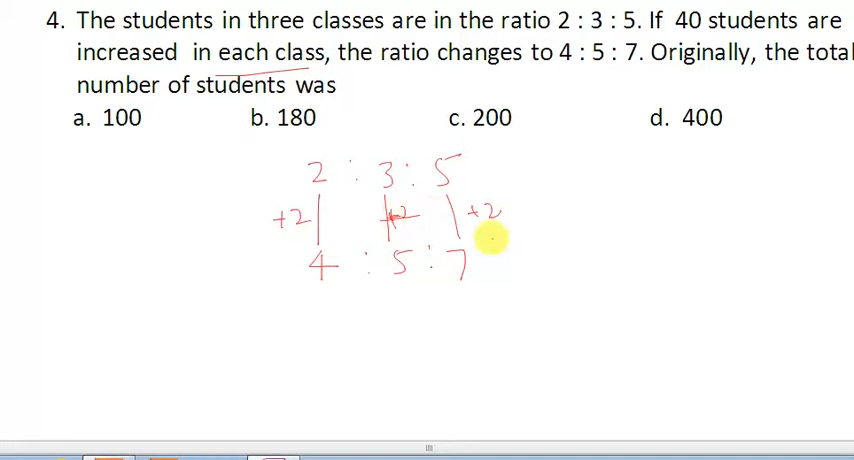 4. The students in three classes are in the ratio 2 : 3 : 5. If 40 students are
increased in each class, the ratio changes to 4 : 5 : 7. Originally, the total
number of students was
a. 100 b. 180 c. 200 d. 400
2 : 3 : 5
+2 +2 +2
4 : 5 : 7